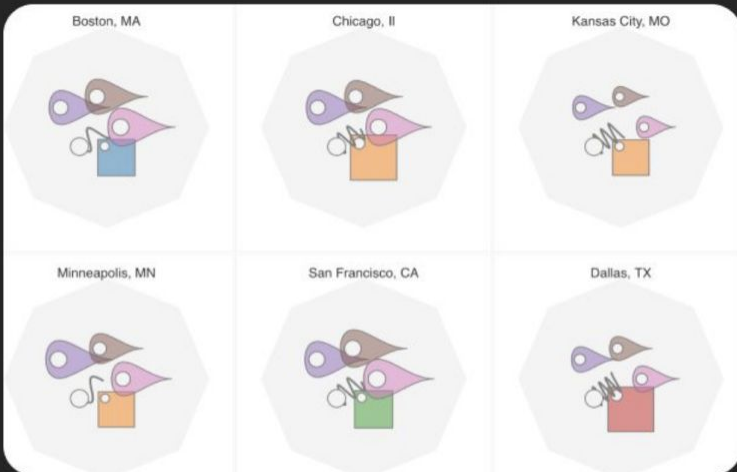 Boston, MA
Chicago, Il
Kansas City, MO
Minneapolis, MN
San Francisco, CA
Dallas, TX